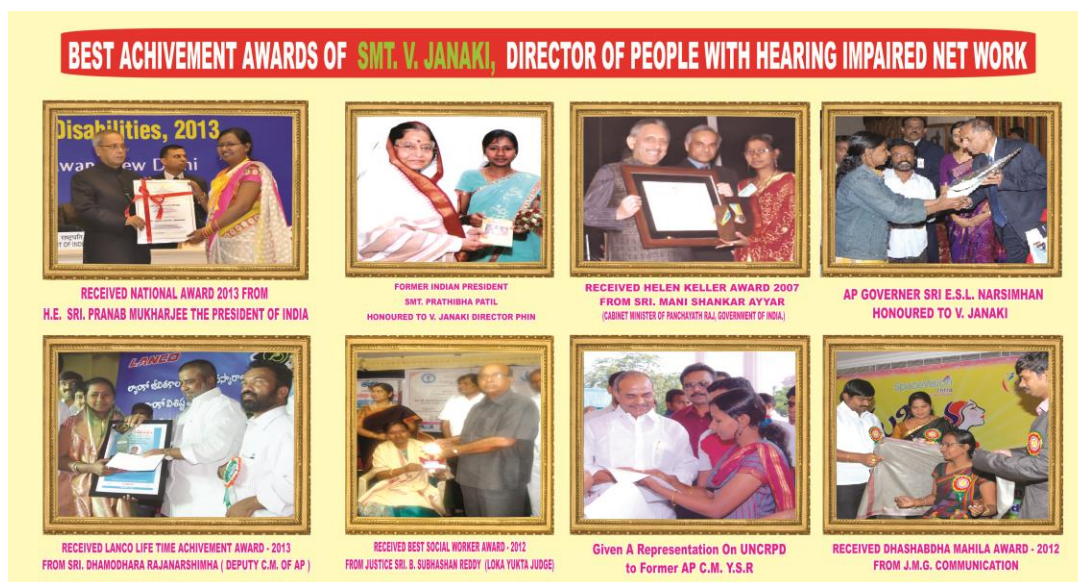 BEST ACHIVEMENT AWARDS OF SMT. V. JANAKI, DIRECTOR OF PEOPLE WITH HEARING IMPAIRED NET WORK
Disabilities, 2013
New Delhi
RECEIVED NATIONAL AWARD 2013 FROM
H.E. SRI. PRANAB MUKHARJEE THE PRESIDENT OF INDIA
FORMER INDIAN PRESIDENT
SMT. PRATHIBHA PATIL
HONOURED TO V. JANAKI DIRECTOR PHIN
RECEIVED HELEN KELLER AWARD 2007
FROM SRI. MANI SHANKAR AYYAR
(CABINET MINISTER OF PANCHAYATH RAJ, GOVERNMENT OF INDIA.)
AP GOVERNER SRI E.S.L. NARSIMHAN
HONOURED TO V. JANAKI
LANCO
RECEIVED LANCO LIFE TIME ACHIVEMENT AWARD - 2013
FROM SRI. DHAMODHARA RAJANARSHIMHA ( DEPUTY C.M. OF AP )
RECEIVED BEST SOCIAL WORKER AWARD - 2012
FROM JUSTICE SRI. B. SUBHASHAN REDDY (LOKA YUKTA JUDGE)
Given A Representation On UNCRPD
to Former AP C.M. Y.S.R
RECEIVED DHASHABDHA MAHILA AWARD - 2012
FROM J.M.G. COMMUNICATION